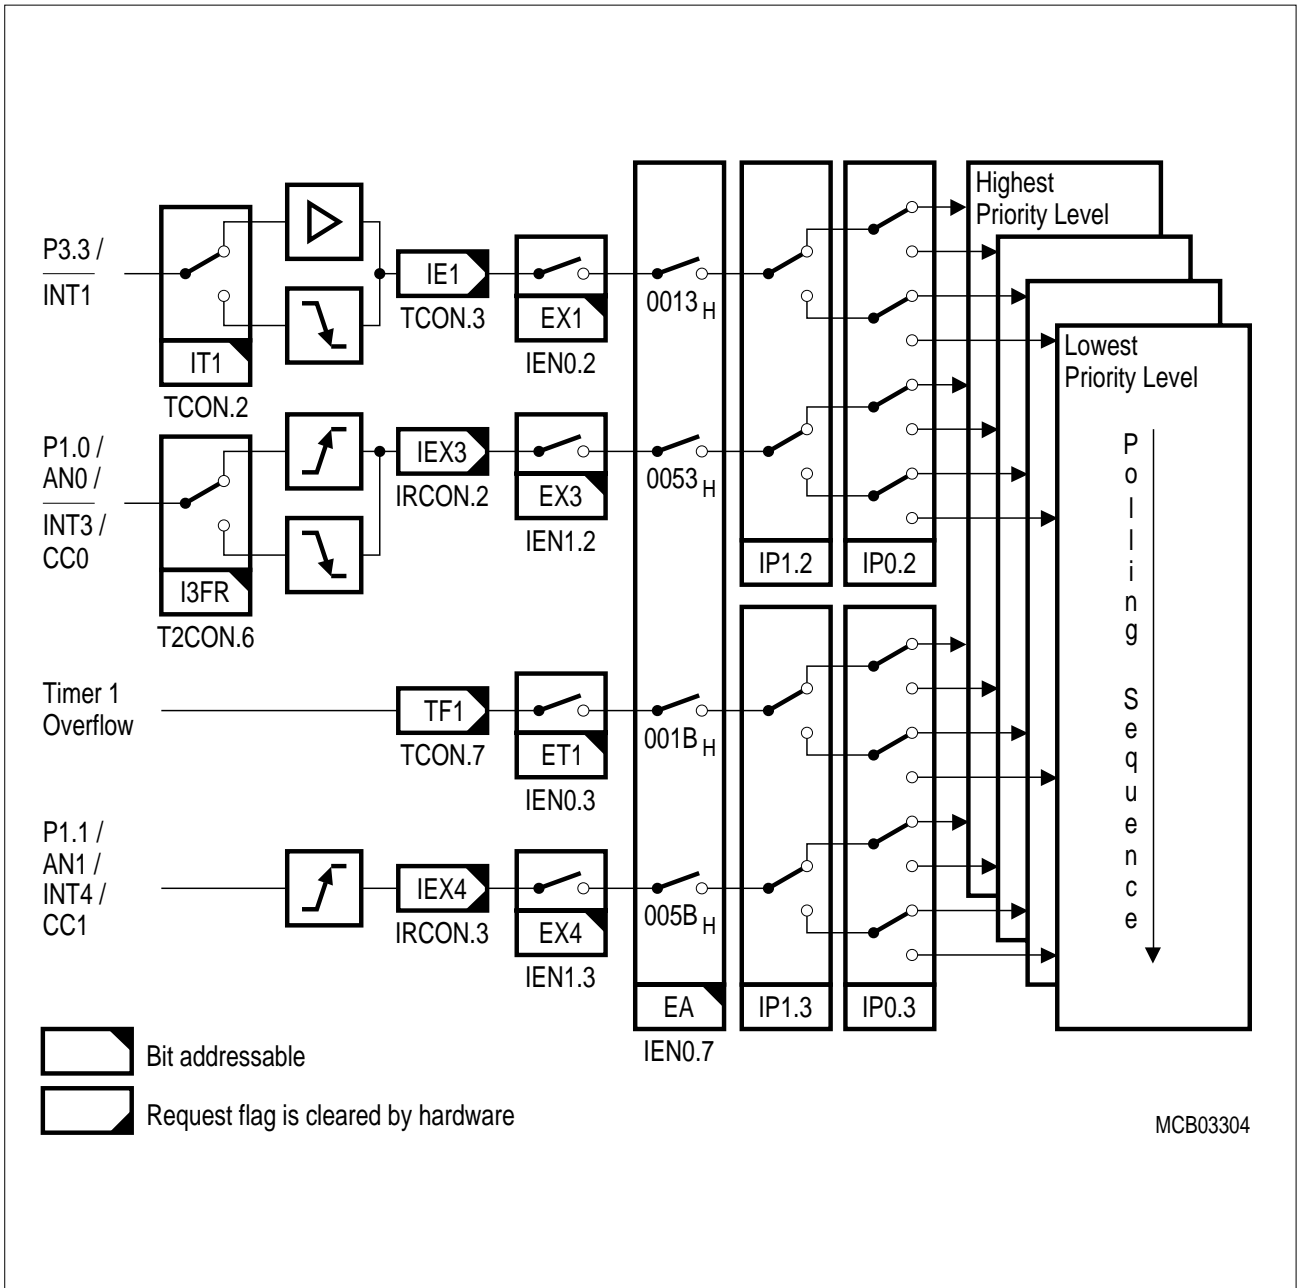 Highest
Priority Level
P3.3 /
INT1
IT1
TCON.2
IE1
TCON.3
EX1
IEN0.2
0013 H
Lowest
Priority Level
P1.0 /
AN0 /
INT3 /
CC0
I3FR
T2CON.6
IEX3
IRCON.2
EX3
IEN1.2
0053 H
IP1.2
IP0.2
Polling Sequence
Timer 1
Overflow
TF1
TCON.7
ET1
IEN0.3
001B H
P1.1 /
AN1 /
INT4 /
CC1
IEX4
IRCON.3
EX4
IEN1.3
005B H
EA
IEN0.7
IP1.3
IP0.3
Bit addressable
Request flag is cleared by hardware
MCB03304